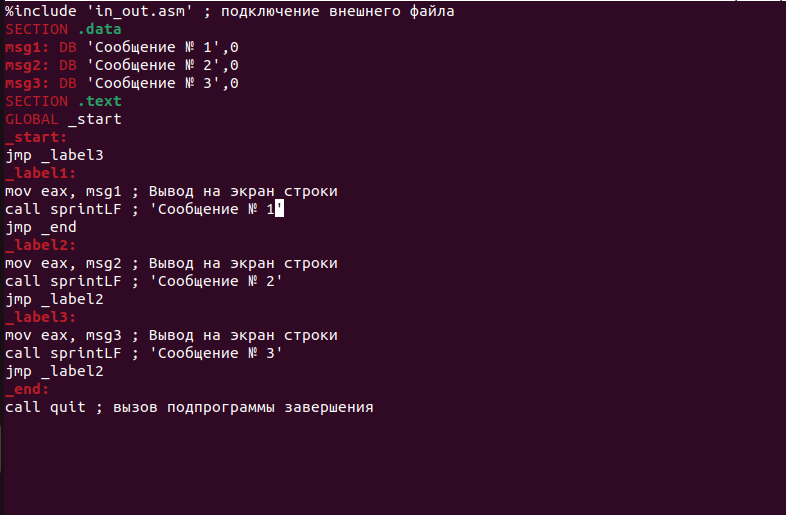 %include 'in_out.asm' ; подключение внешнего файла
SECTION .data
msg1: DB 'Сообщение № 1',0
msg2: DB 'Сообщение № 2',0
msg3: DB 'Сообщение № 3',0
SECTION .text
GLOBAL _start
_start:
jmp _label3
_label1:
mov eax, msg1 ; Вывод на экран строки
call sprintLF ; 'Сообщение № 1'
jmp _end
_label2:
mov eax, msg2 ; Вывод на экран строки
call sprintLF ; 'Сообщение № 2'
jmp _label2
_label3:
mov eax, msg3 ; Вывод на экран строки
call sprintLF ; 'Сообщение № 3'
jmp _label2
_end:
call quit ; вызов подпрограммы завершения